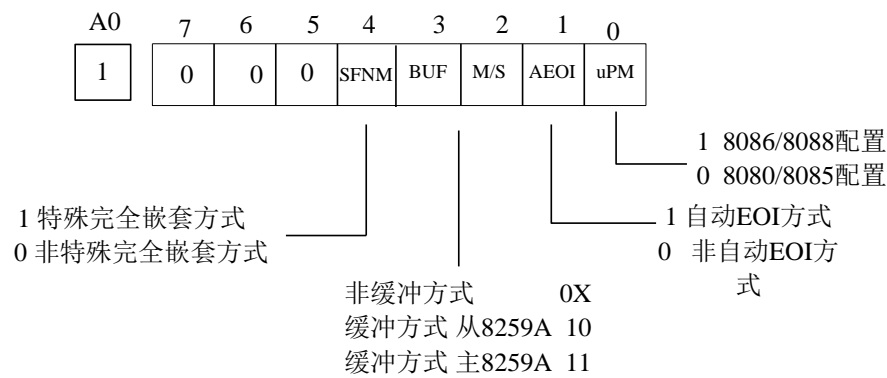 A0 7 6 5 4 3 2 1 0
1 0 0 0 SFNM BUF M/S AEOI uPM
1 8086/8088配置
0 8080/8085配置
1 特殊完全嵌套方式
0 非特殊完全嵌套方式
1 自动EOI方式
0 非自动EOI方
式
非缓冲方式 0X
缓冲方式 从8259A 10
缓冲方式 主8259A 11